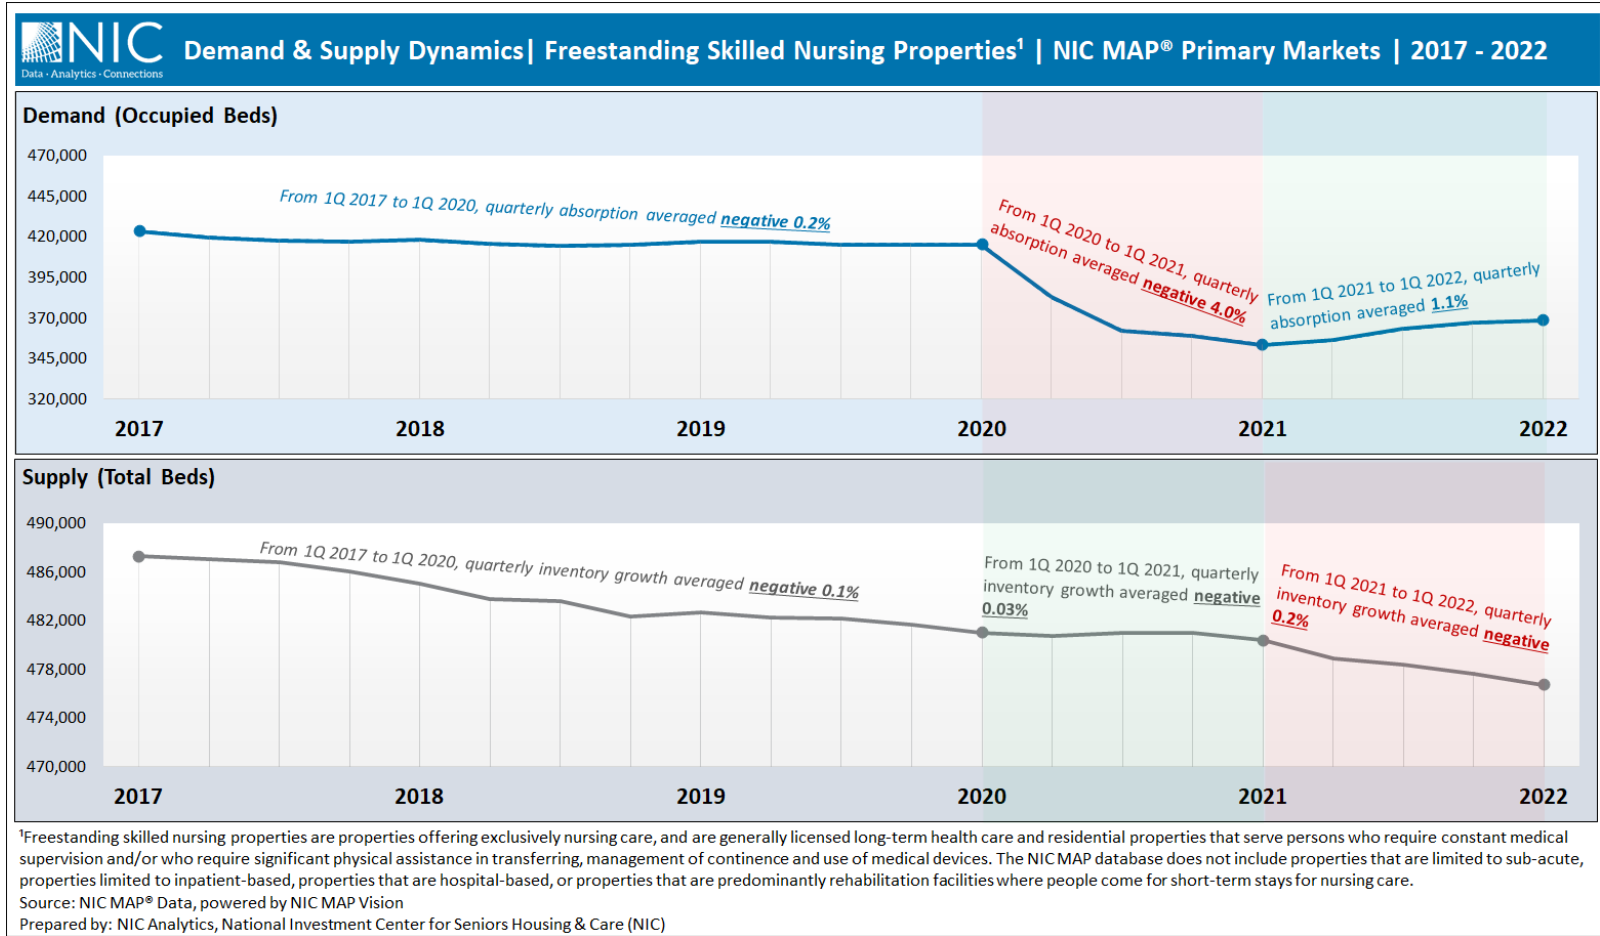 NIC
Data · Analytics · Connections
Demand & Supply Dynamics| Freestanding Skilled Nursing Properties¹ | NIC MAP® Primary Markets | 2017 - 2022
Demand (Occupied Beds)
470,000
445,000
420,000
395,000
370,000
345,000
320,000
From 1Q 2017 to 1Q 2020, quarterly absorption averaged negative 0.2%
From 1Q 2020 to 1Q 2021, quarterly
absorption averaged negative 4.0%
From 1Q 2021 to 1Q 2022, quarterly
absorption averaged 1.1%
2017
2018
2019
2020
2021
2022
Supply (Total Beds)
490,000
486,000
482,000
478,000
474,000
470,000
From 1Q 2017 to 1Q 2020, quarterly inventory growth averaged negative 0.1%
From 1Q 2020 to 1Q 2021, quarterly
inventory growth averaged negative
0.03%
From 1Q 2021 to 1Q 2022, quarterly
inventory growth averaged negative
0.2%
2017
2018
2019
2020
2021
2022
¹Freestanding skilled nursing properties are properties offering exclusively nursing care, and are generally licensed long-term health care and residential properties that serve persons who require constant medical
supervision and/or who require significant physical assistance in transferring, management of continence and use of medical devices. The NIC MAP database does not include properties that are limited to sub-acute,
properties limited to inpatient-based, properties that are hospital-based, or properties that are predominantly rehabilitation facilities where people come for short-term stays for nursing care.
Source: NIC MAP® Data, powered by NIC MAP Vision
Prepared by: NIC Analytics, National Investment Center for Seniors Housing & Care (NIC)